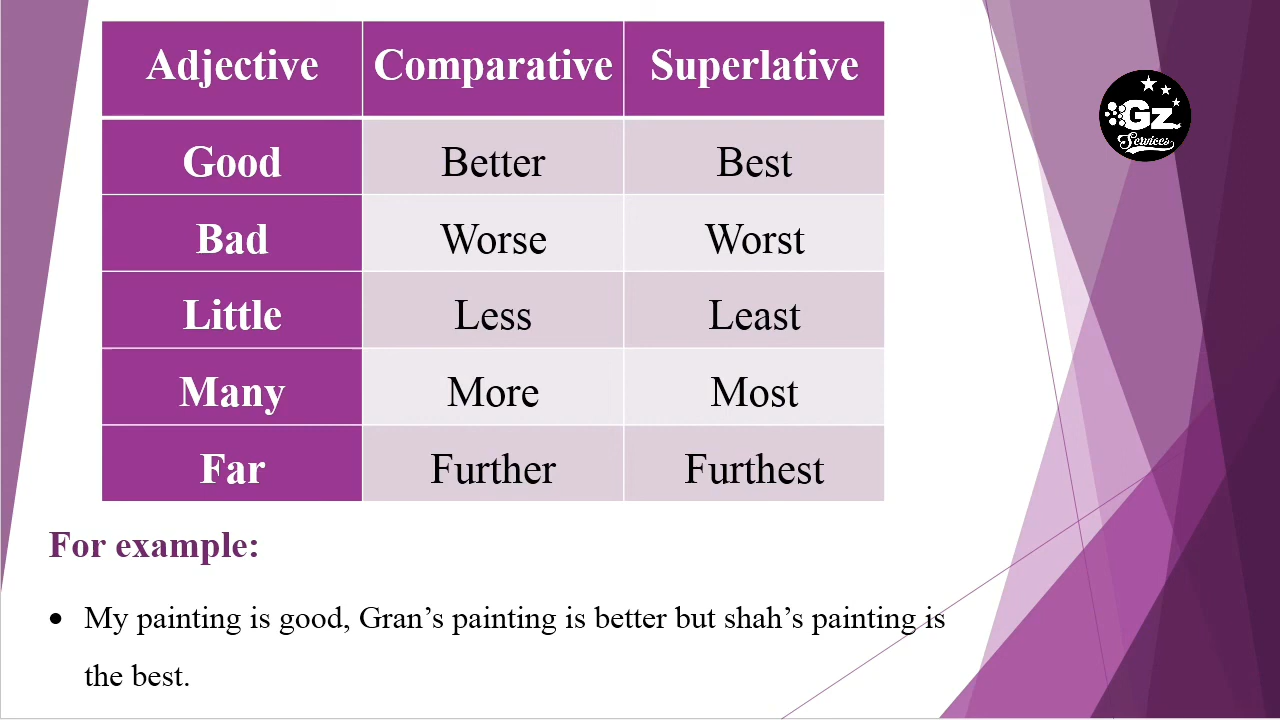 Adjective Comparative Superlative
Good Better Best
Bad Worse Worst
Little Less Least
Many More Most
Far Further Furthest
For example:
• My painting is good, Gran’s painting is better but shah’s painting is
the best.
GZ
Services